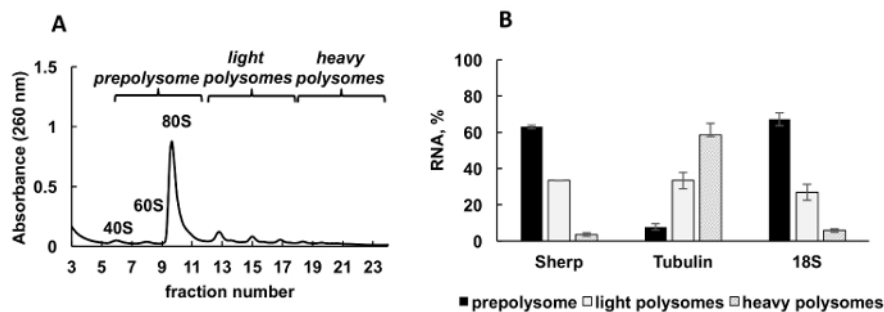 A
light
heavy
prepolysome
polysomes
polysomes
1.5
1
0.5
0
Absorbance (260 nm)
80S
60S
40S
3 5 7 9 11 13 15 17 19 21 23
fraction number
B
100
80
60
40
20
0
RNA, %
Sherp Tubulin 18S
prepolysome light polysomes heavy polysomes